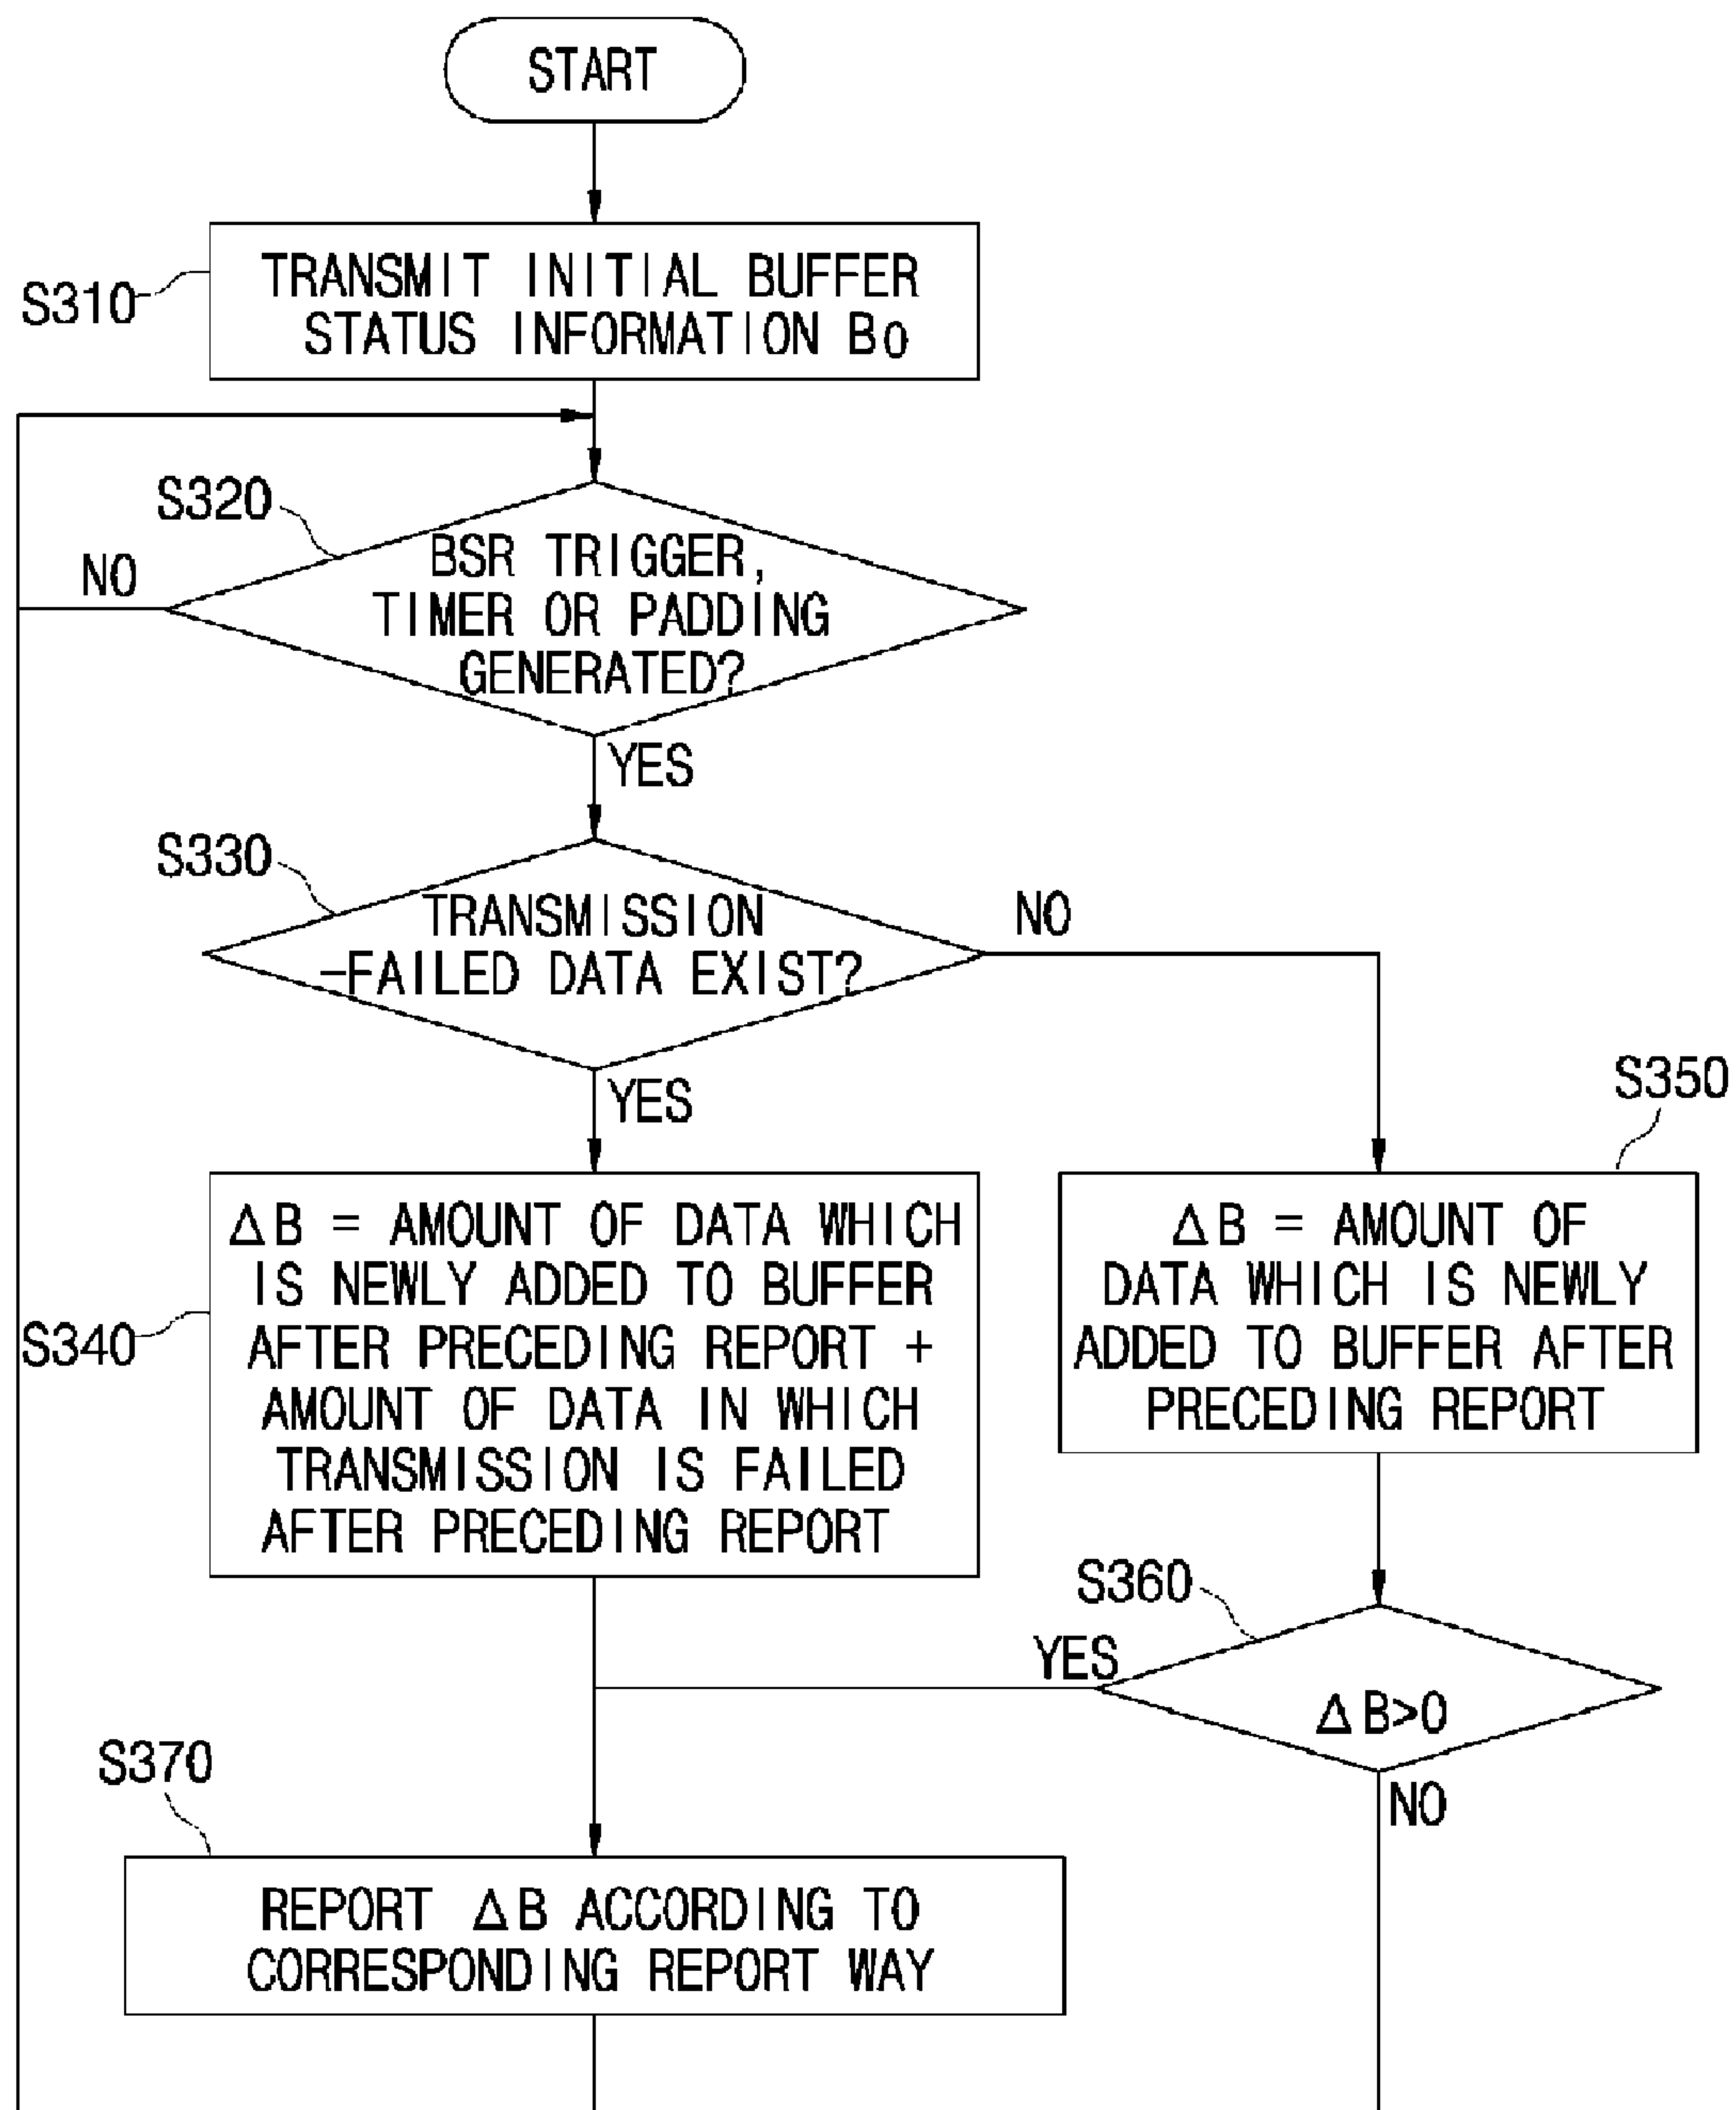 START
S310
TRANSMIT INITIAL BUFFER
STATUS INFORMATION B0
S320
NO
BSR TRIGGER,
TIMER OR PADDING
GENERATED?
YES
S330
TRANSMISSION
-FAILED DATA EXIST?
NO
YES
S350
S340
ΔB = AMOUNT OF DATA WHICH
IS NEWLY ADDED TO BUFFER
AFTER PRECEDING REPORT +
AMOUNT OF DATA IN WHICH
TRANSMISSION IS FAILED
AFTER PRECEDING REPORT
ΔB = AMOUNT OF
DATA WHICH IS NEWLY
ADDED TO BUFFER AFTER
PRECEDING REPORT
S360
YES
ΔB>0
NO
S370
REPORT ΔB ACCORDING TO
CORRESPONDING REPORT WAY